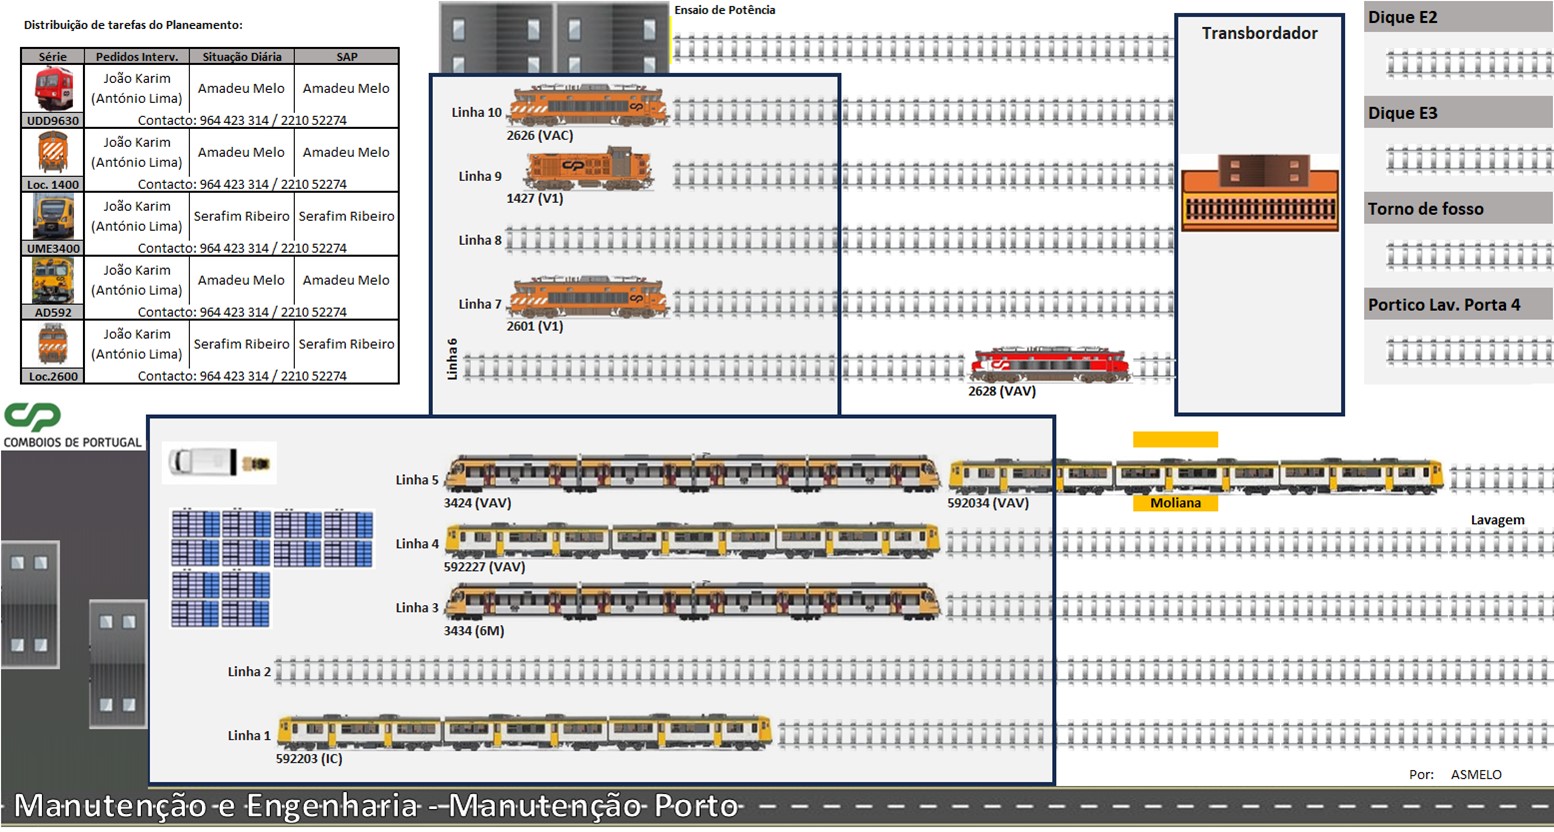 Distribuição de tarefas do Planeamento:
Série Pedidos Interv. Situação Diária SAP
João Karim
(António Lima) Amadeu Melo Amadeu Melo
UDD9630 Contacto: 964 423 314 / 2210 52274
João Karim
(António Lima) Amadeu Melo Amadeu Melo
Loc. 1400 Contacto: 964 423 314 / 2210 52274
João Karim
(António Lima) Serafim Ribeiro Serafim Ribeiro
UME3400 Contacto: 964 423 314 / 2210 52274
João Karim
(António Lima) Amadeu Melo Amadeu Melo
AD592 Contacto: 964 423 314 / 2210 52274
João Karim
(António Lima) Serafim Ribeiro Serafim Ribeiro
Loc.2600 Contacto: 964 423 314 / 2210 52274
CP
COMBOIOS DE PORTUGAL
Ensaio de Potência
Linha 10
2626 (VAC)
Linha 9
1427 (V1)
Linha 8
Linha 7
2601 (V1)
Linha 6
2628 (VAV)
Transbordador
Dique E2
Dique E3
Torno de fosso
Portico Lav. Porta 4
Linha 5
3424 (VAV)
592034 (VAV)
Moliana
Lavagem
Linha 4
592227 (VAV)
Linha 3
3434 (6M)
Linha 2
Linha 1
592203 (IC)
Por: ASMELO
Manutenção e Engenharia - Manutenção Porto